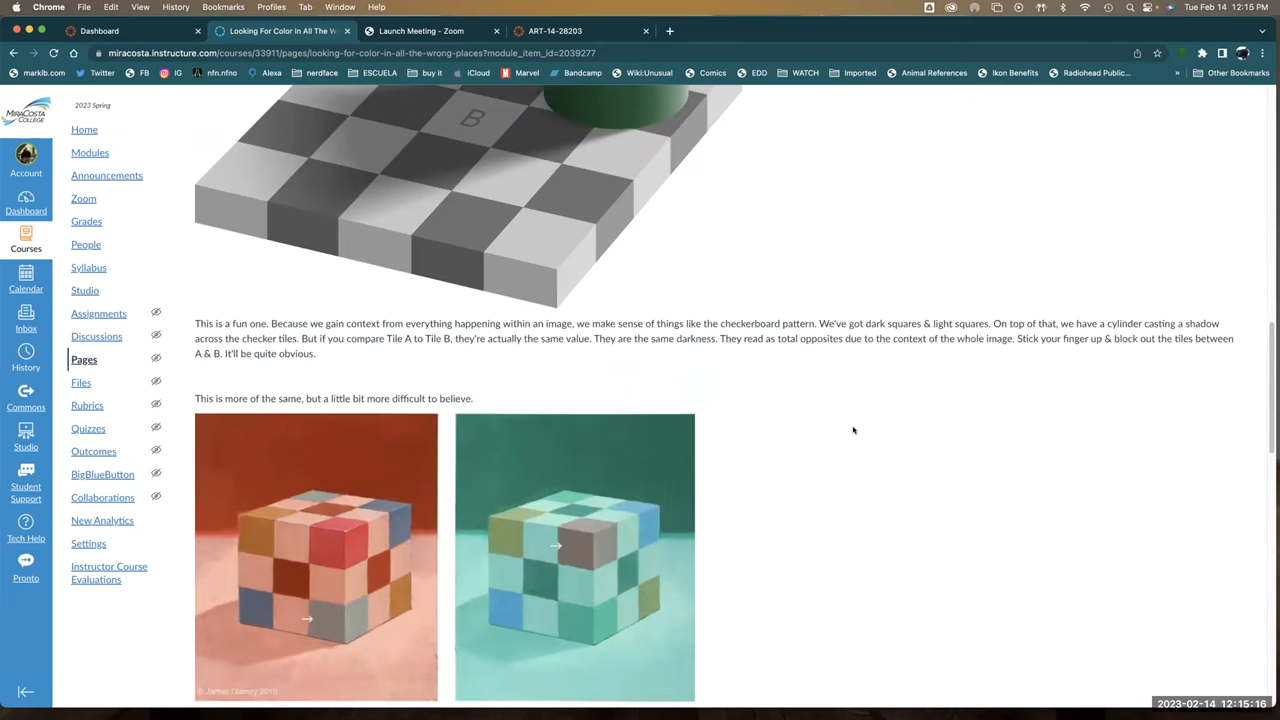 Chrome File Edit View History Bookmarks Profiles Tab Window Help Tue Feb 14 12:15 PM
Dashboard Looking For Color In All The W Launch Meeting - Zoom ART-14-28203
miracosta.instructure.com/courses/33911/pages/looking-for-color-in-all-the-wrong-places?module_item_id=2039277
marklb.com Twitter FB IG nfn.nfno Alexa nerdface ESCUELA buy it iCloud Marvel Bandcamp Wiki:Unusual Comics EDD WATCH Imported Animal References Ikon Benefits Radiohead Public... » Other Bookmarks
MIRACOSTA
COLLEGE
Account
Dashboard
Courses
Calendar
Inbox
History
Commons
Studio
Student
Support
Tech Help
Pronto
2023 Spring
Home
Modules
Announcements
Zoom
Grades
People
Syllabus
Studio
Assignments
Discussions
Pages
Files
Rubrics
Quizzes
Outcomes
BigBlueButton
Collaborations
New Analytics
Settings
Instructor Course
Evaluations
B
This is a fun one. Because we gain context from everything happening within an image, we make sense of things like the checkerboard pattern. We've got dark squares & light squares. On top of that, we have a cylinder casting a shadow
across the checker tiles. But if you compare Tile A to Tile B, they're actually the same value. They are the same darkness. They read as total opposites due to the context of the whole image. Stick your finger up & block out the tiles between
A & B. It'll be quite obvious.
This is more of the same, but a little bit more difficult to believe.
© James Gurney 2010
2023-02-14 12:15:16